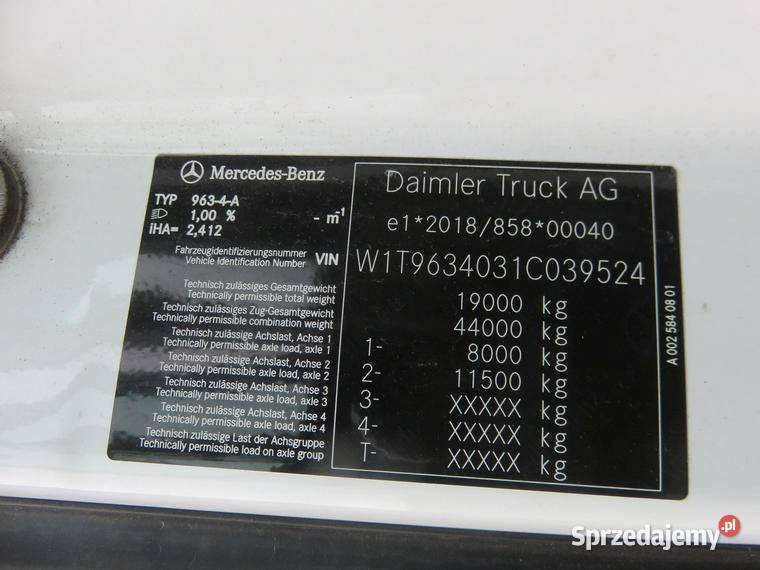 Mercedes-Benz
TYP 963-4-A
1,00 % - m⁻¹
iHA= 2,412
Daimler Truck AG
e1*2018/858*00040
Fahrzeugidentifizierungsnummer
Vehicle Identification Number VIN W1T9634031C039524
Technisch zulässiges Gesamtgewicht
Technically permissible total weight 19000 kg
Technisch zulässiges Zug-Gesamtgewicht
Technically permissible combination weight 44000 kg
Technisch zulässige Achslast, Achse 1
Technically permissible axle load, axle 1 1- 8000 kg
Technisch zulässige Achslast, Achse 2
Technically permissible axle load, axle 2 2- 11500 kg
Technisch zulässige Achslast, Achse 3
Technically permissible axle load, axle 3 3- XXXXX kg
Technisch zulässige Achslast, Achse 4
Technically permissible axle load, axle 4 4- XXXXX kg
Technisch zulässige Last der Achsgruppe
Technically permissible load on axle group T- XXXXX kg
A 002 584 08 01
Sprzedajemy.pl